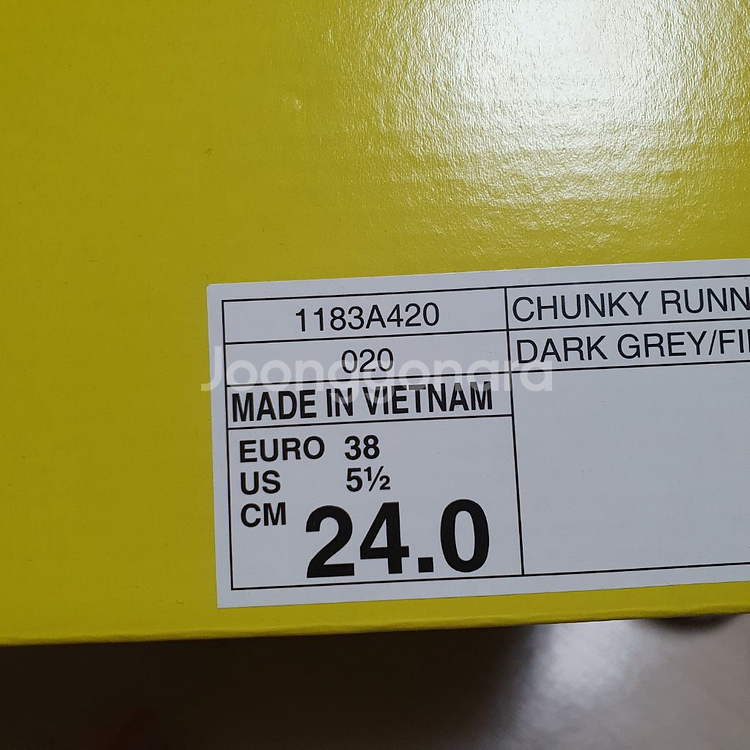 1183A420
CHUNKY RUNN
020
DARK GREY/FI
MADE IN VIETNAM
EURO 38
US 5½
CM 24.0
Joonggonara